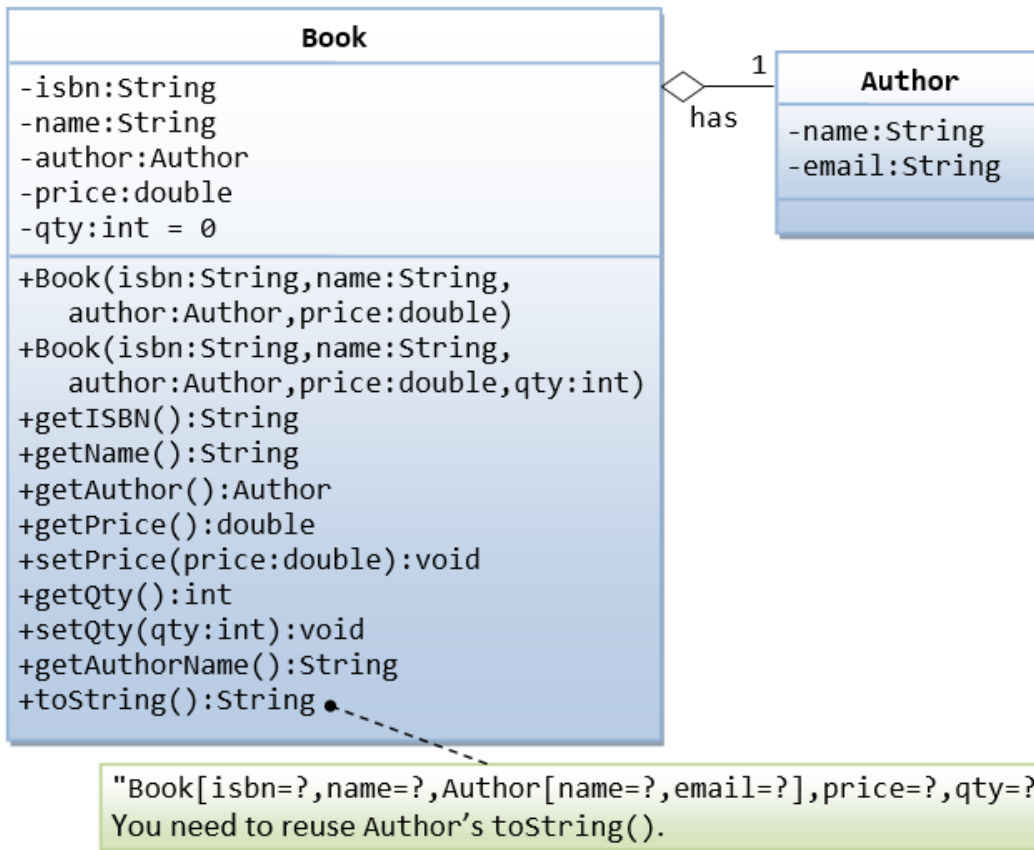 Book
-isbn:String
-name:String
-author:Author
-price:double
-qty:int = 0
+Book(isbn:String,name:String,
author:Author,price:double)
+Book(isbn:String,name:String,
author:Author,price:double,qty:int)
+getISBN():String
+getName():String
+getAuthor():Author
+getPrice():double
+setPrice(price:double):void
+getQty():int
+setQty(qty:int):void
+getAuthorName():String
+toString():String
1
has
Author
-name:String
-email:String
"Book[isbn=?,name=?,Author[name=?,email=?],price=?,qty=?
You need to reuse Author's toString().